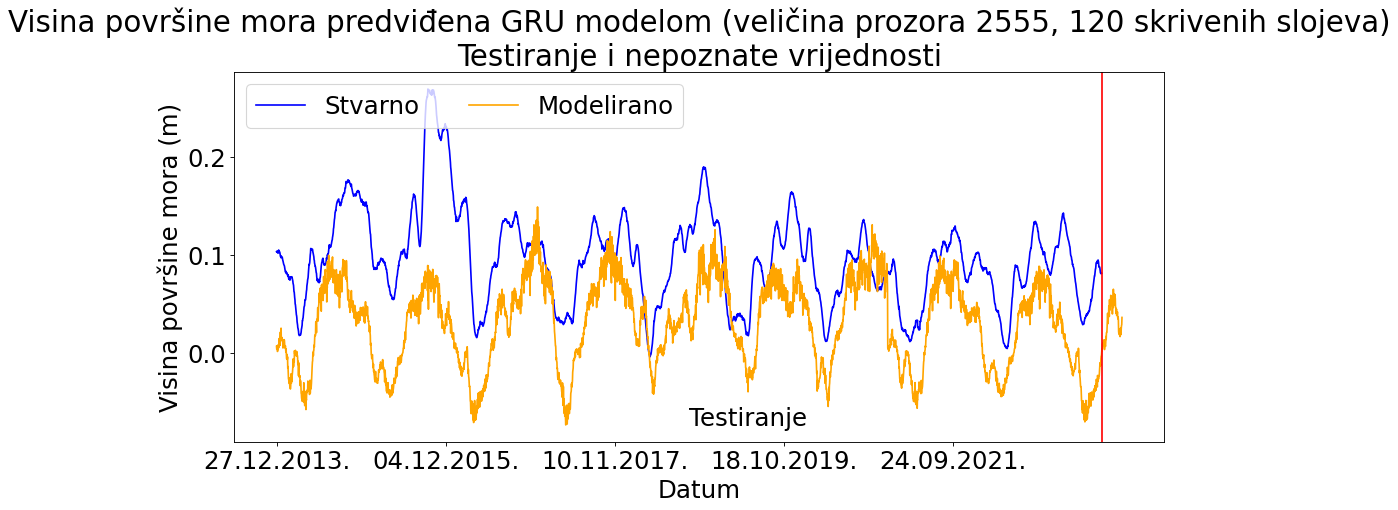 Visina površine mora predviđena GRU modelom (veličina prozora 2555, 120 skrivenih slojeva)
Testiranje i nepoznate vrijednosti
Stvarno Modelirano
Visina površine mora (m)
0.2
0.1
0.0
Testiranje
27.12.2013. 04.12.2015. 10.11.2017. 18.10.2019. 24.09.2021.
Datum